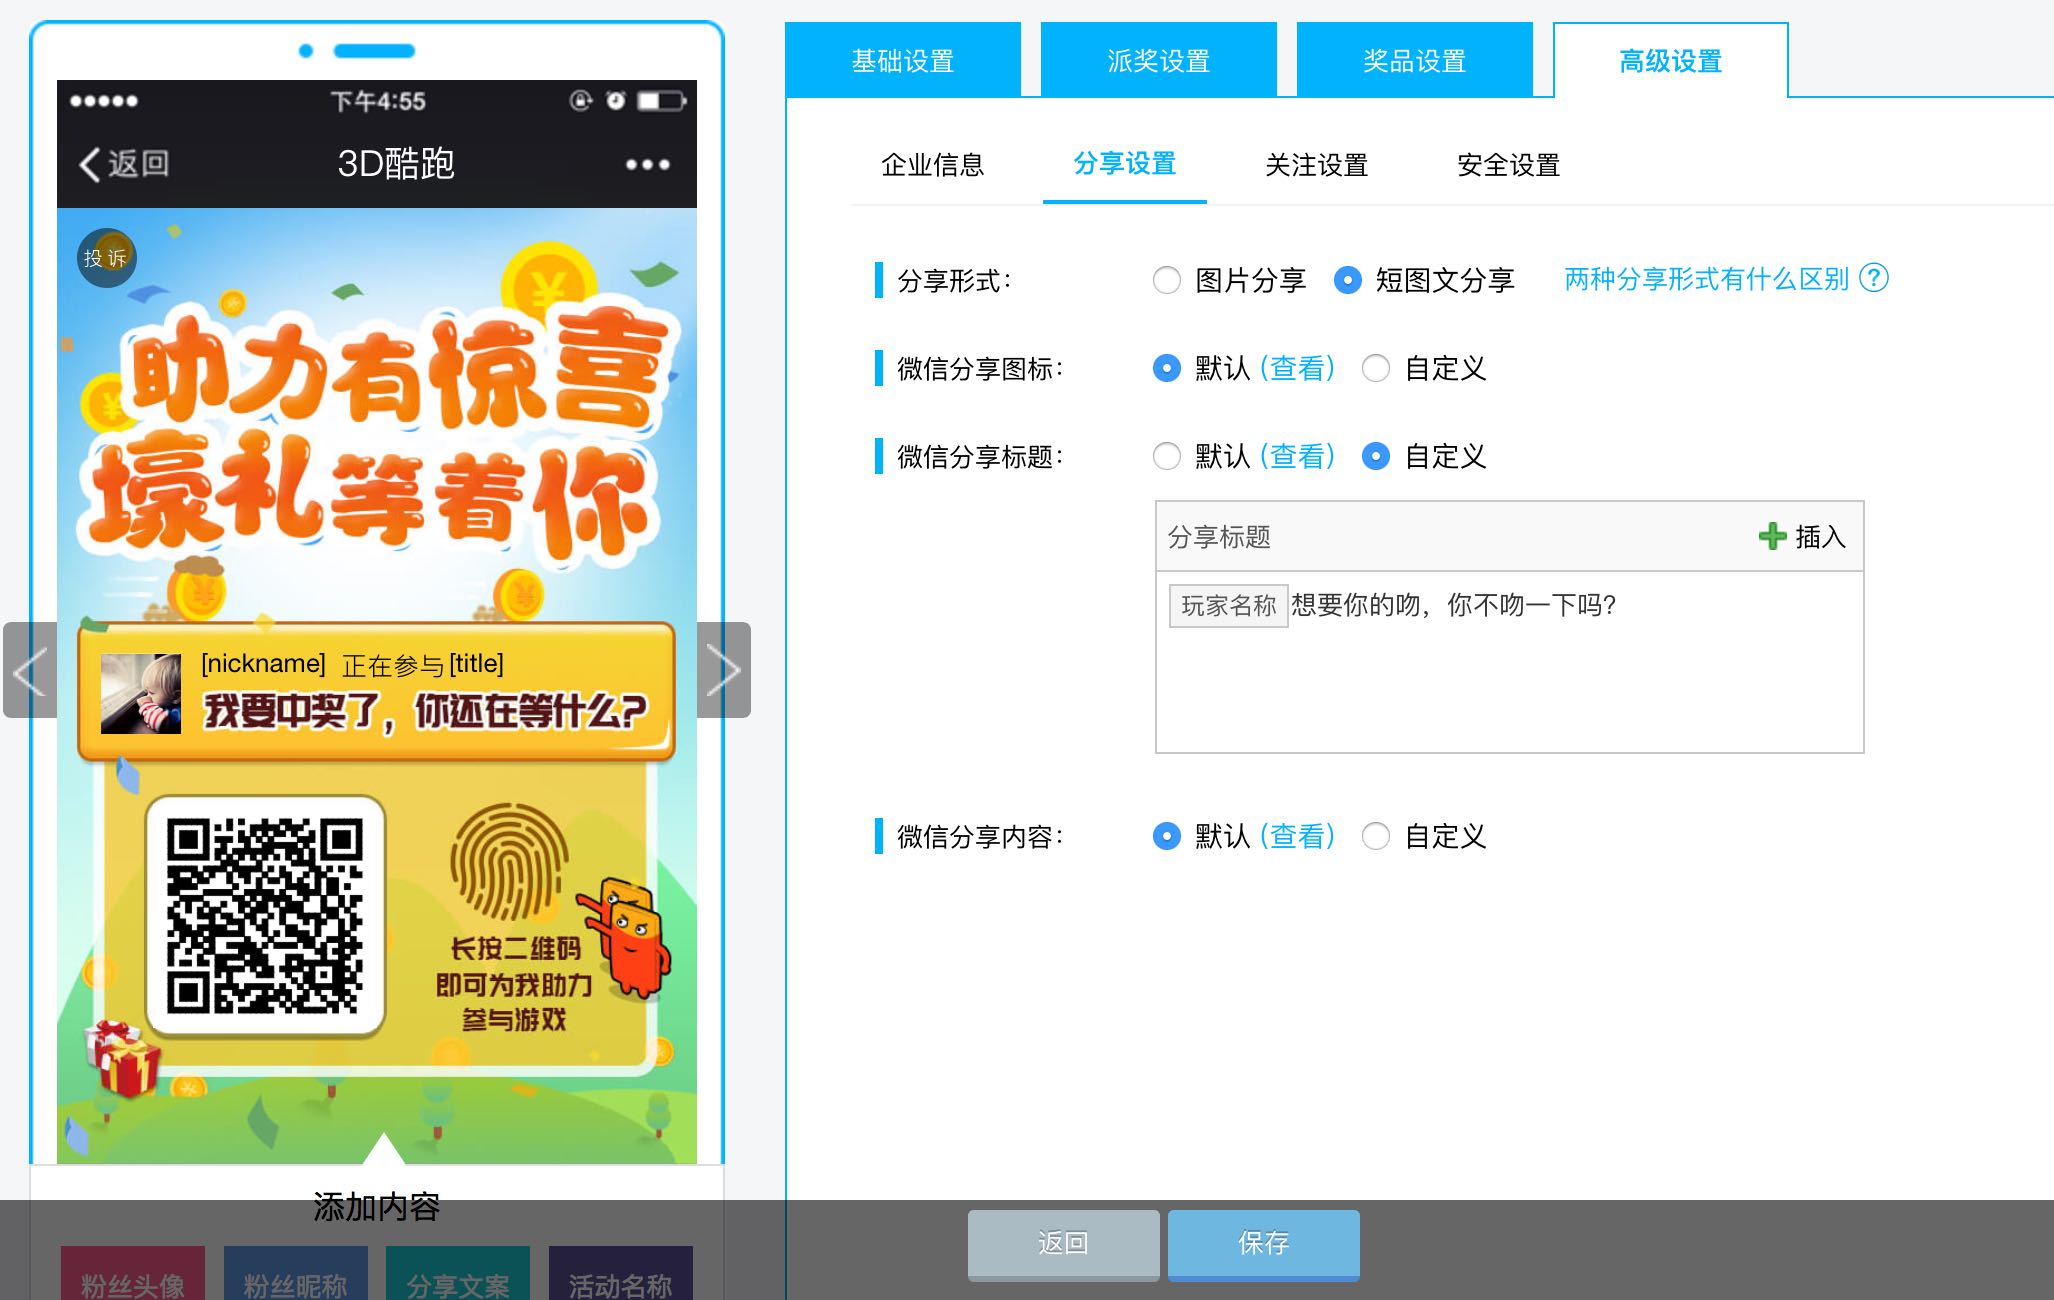 下午4:55
返回
3D酷跑
投诉
助力有惊喜
壕礼等着你
[nickname] 正在参与[title]
我要中奖了，你还在等什么？
长按二维码
即可为我助力
参与游戏
添加内容
粉丝头像 粉丝昵称 分享文案 活动名称
基础设置 派奖设置 奖品设置 高级设置
企业信息 分享设置 关注设置 安全设置
分享形式： 图片分享 短图文分享 两种分享形式有什么区别 ?
微信分享图标： 默认 (查看) 自定义
微信分享标题： 默认 (查看) 自定义
分享标题 插入
玩家名称 想要你的吻，你不吻一下吗？
微信分享内容： 默认 (查看) 自定义
返回 保存